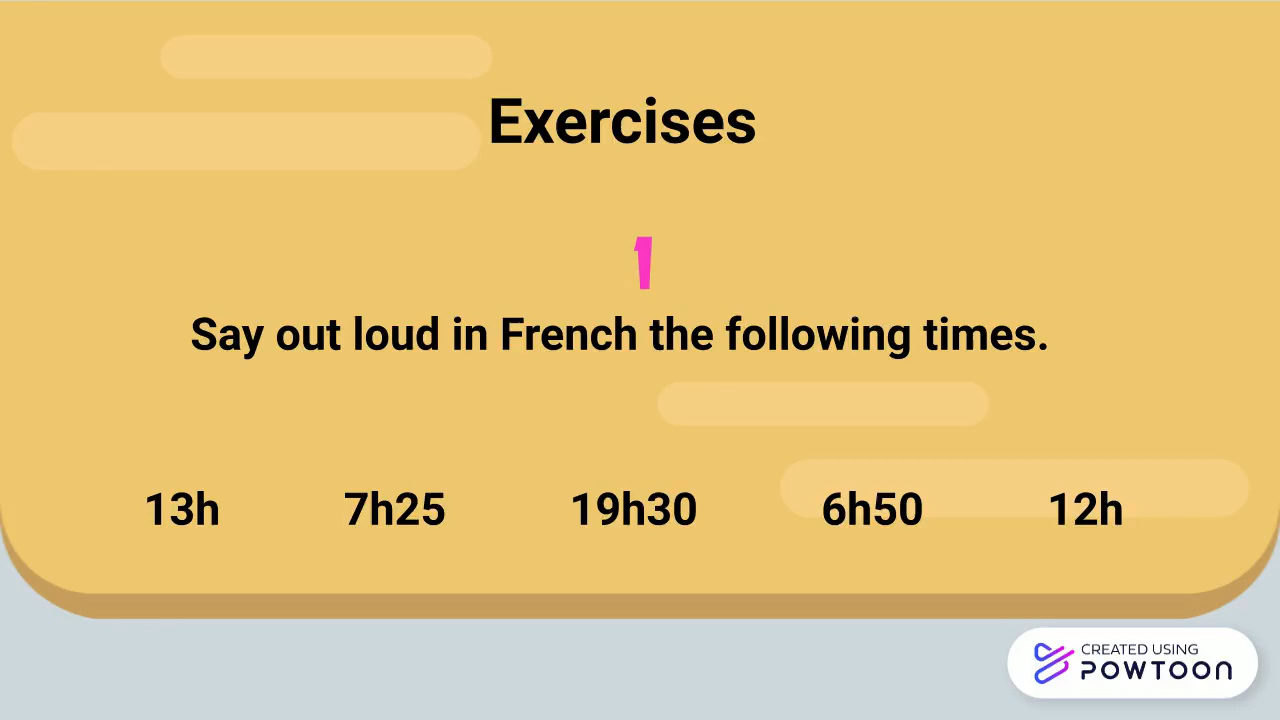 Exercises
1
Say out loud in French the following times.
13h 7h25 19h30 6h50 12h
CREATED USING
POWTOON